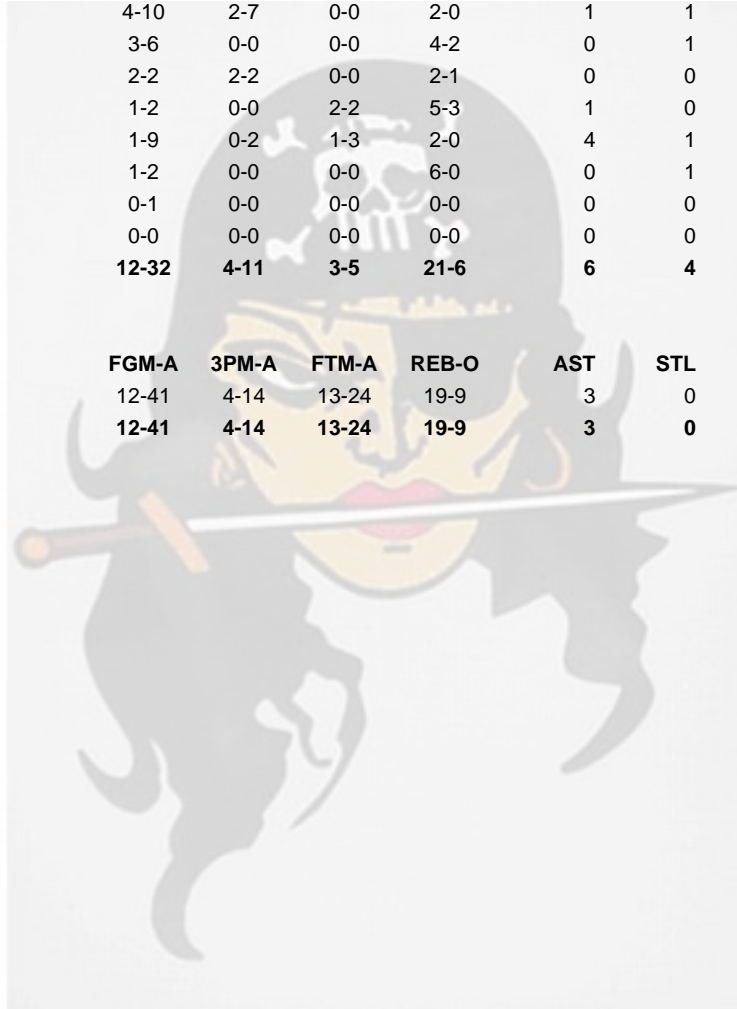 4-10 2-7 0-0 2-0 1 1
3-6 0-0 0-0 4-2 0 1
2-2 2-2 0-0 2-1 0 0
1-2 0-0 2-2 5-3 1 0
1-9 0-2 1-3 2-0 4 1
1-2 0-0 0-0 6-0 0 1
0-1 0-0 0-0 0-0 0 0
0-0 0-0 0-0 0-0 0 0
12-32 4-11 3-5 21-6 6 4
FGM-A 3PM-A FTM-A REB-O AST STL
12-41 4-14 13-24 19-9 3 0
12-41 4-14 13-24 19-9 3 0